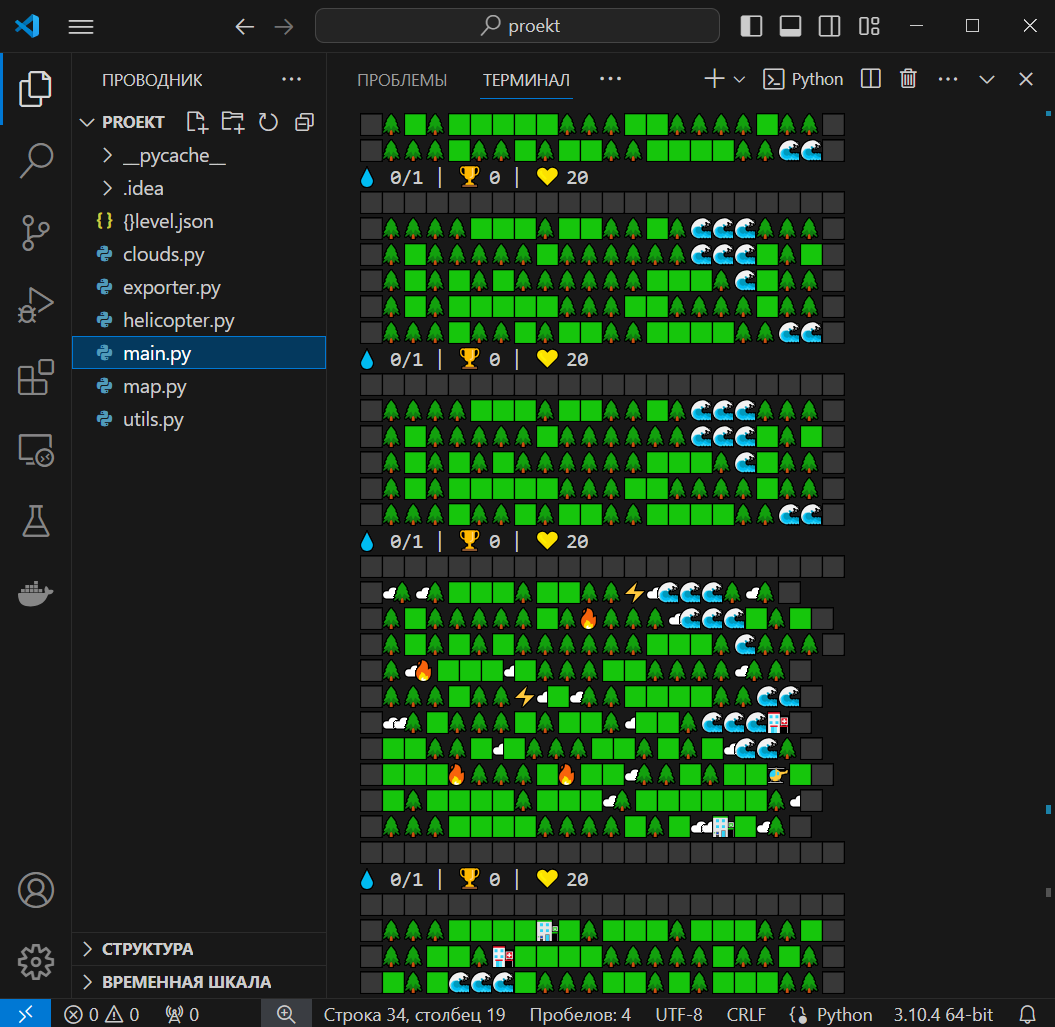 proekt
ПРОВОДНИК
ПРОБЛЕМЫ ТЕРМИНАЛ
Python
PROEKT
__pycache__
.idea
{}level.json
clouds.py
exporter.py
helicopter.py
main.py
map.py
utils.py
0/1 | 0 | 20
0/1 | 0 | 20
0/1 | 0 | 20
0/1 | 0 | 20
СТРУКТУРА
ВРЕМЕННАЯ ШКАЛА
0 0 0 Строка 34, столбец 19 Пробелов: 4 UTF-8 CRLF Python 3.10.4 64-bit